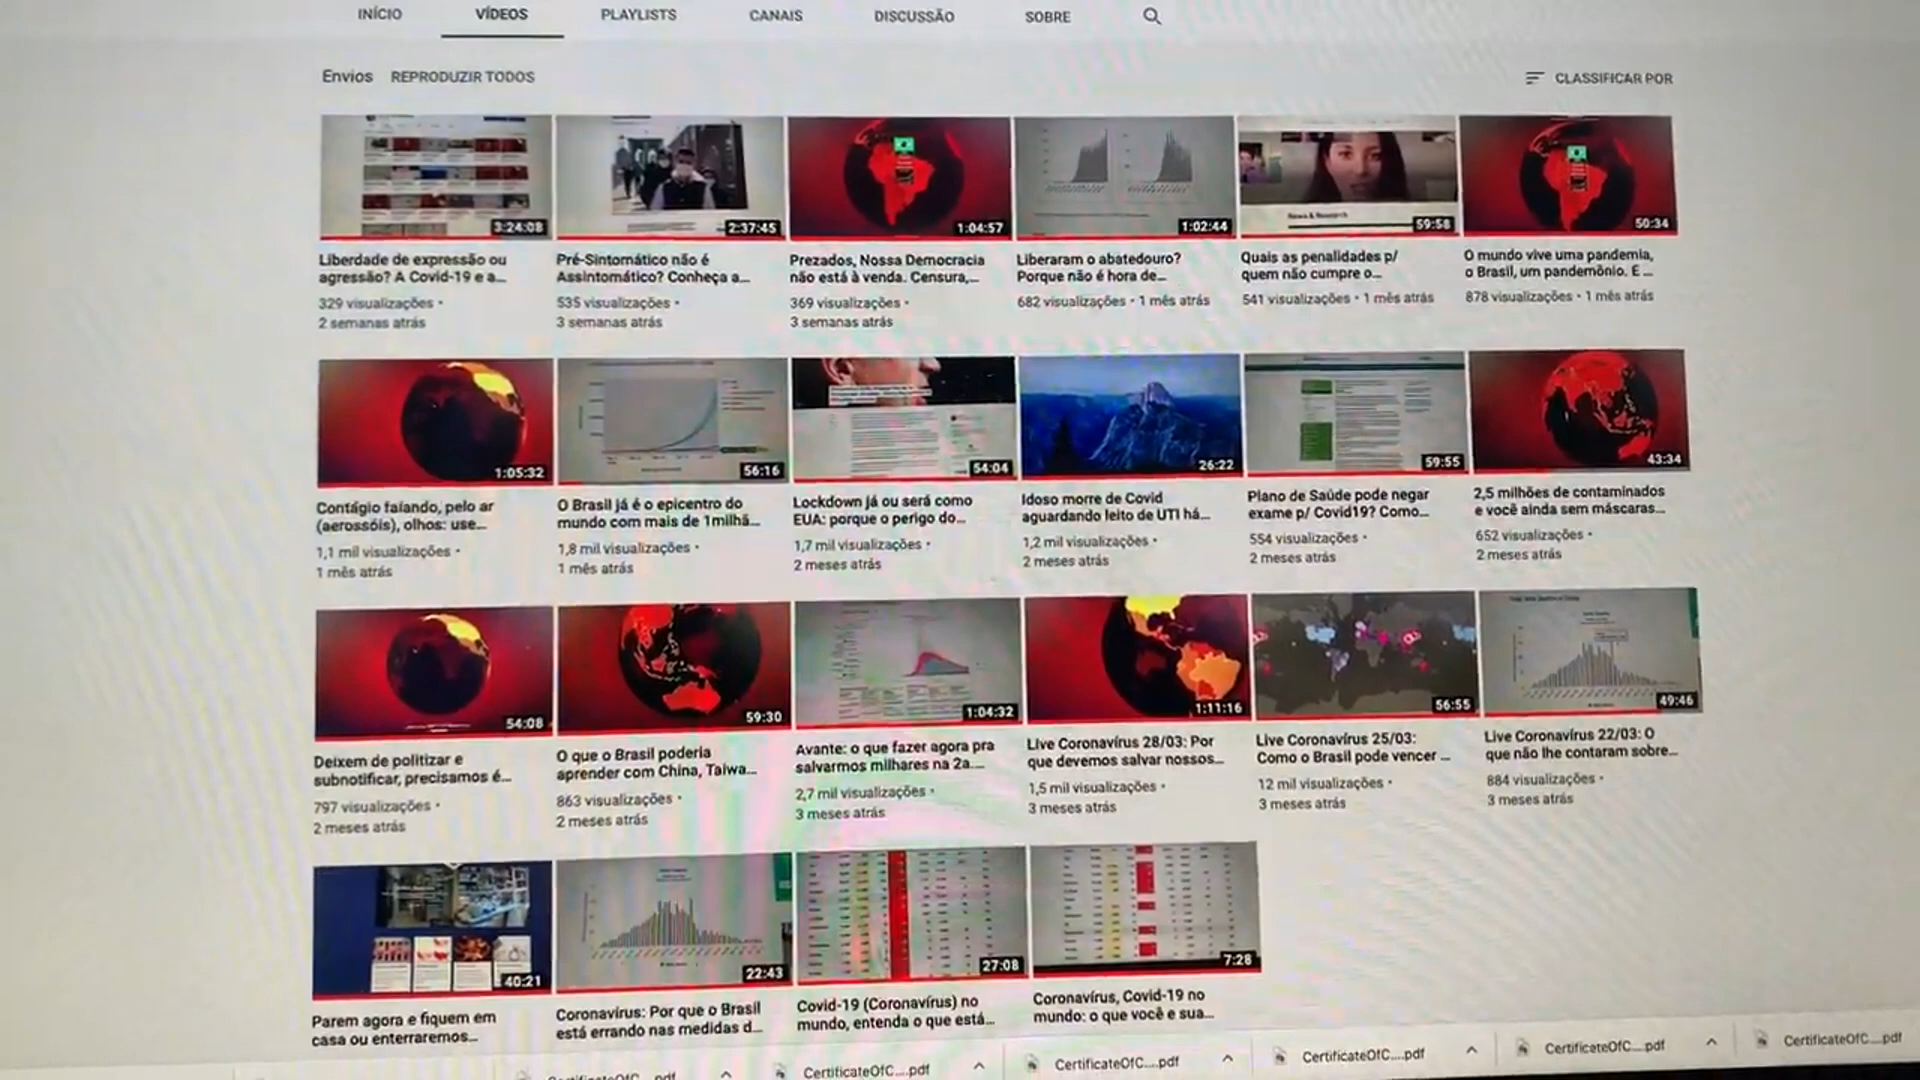 INÍCIO VÍDEOS PLAYLISTS CANAIS DISCUSSÃO SOBRE
Envios REPRODUZIR TODOS CLASSIFICAR POR
3:24:08 2:37:45 1:04:57 1:02:44 59:58 50:34
Liberdade de expressão ou
agressão? A Covid-19 e a...
329 visualizações •
2 semanas atrás
Pré-Sintomático não é
Assintomático? Conheça a...
535 visualizações •
3 semanas atrás
Prezados, Nossa Democracia
não está à venda. Censura,...
369 visualizações •
3 semanas atrás
Liberaram o abatedouro?
Porque não é hora de...
682 visualizações • 1 mês atrás
News & Research
Quais as penalidades p/
quem não cumpre o...
541 visualizações • 1 mês atrás
O mundo vive uma pandemia,
o Brasil, um pandemônio. E ...
878 visualizações • 1 mês atrás
1:05:32 56:16 54:04 26:22 59:55 43:34
Contágio falando, pelo ar
(aerossóis), olhos: use...
1,1 mil visualizações •
1 mês atrás
O Brasil já é o epicentro do
mundo com mais de 1milhã...
1,8 mil visualizações •
1 mês atrás
Lockdown já ou será como
EUA: porque o perigo do...
1,7 mil visualizações •
2 meses atrás
Idoso morre de Covid
aguardando leito de UTI há...
1,2 mil visualizações •
2 meses atrás
Plano de Saúde pode negar
exame p/ Covid19? Como...
554 visualizações •
2 meses atrás
2,5 milhões de contaminados
e você ainda sem máscaras...
652 visualizações •
2 meses atrás
54:08 59:30 1:04:32 1:11:16 56:55 49:46
Deixem de politizar e
subnotificar, precisamos é...
797 visualizações •
2 meses atrás
O que o Brasil poderia
aprender com China, Taiwa...
863 visualizações •
2 meses atrás
Avante: o que fazer agora pra
salvarmos milhares na 2a....
2,7 mil visualizações •
3 meses atrás
Live Coronavírus 28/03: Por
que devemos salvar nossos...
1,5 mil visualizações •
3 meses atrás
Live Coronavírus 25/03:
Como o Brasil pode vencer ...
12 mil visualizações •
3 meses atrás
Live Coronavírus 22/03: O
que não lhe contaram sobre...
884 visualizações •
3 meses atrás
40:21 22:43 27:08 7:28
Parem agora e fiquem em
casa ou enterraremos...
Coronavírus: Por que o Brasil
está errando nas medidas d...
Covid-19 (Coronavírus) no
mundo, entenda o que está...
Coronavírus, Covid-19 no
mundo: o que você e sua...
CertificateOfC....pdf CertificateOfC....pdf CertificateOfC....pdf CertificateOfC....pdf CertificateOfC....pdf CertificateOfC....pdf